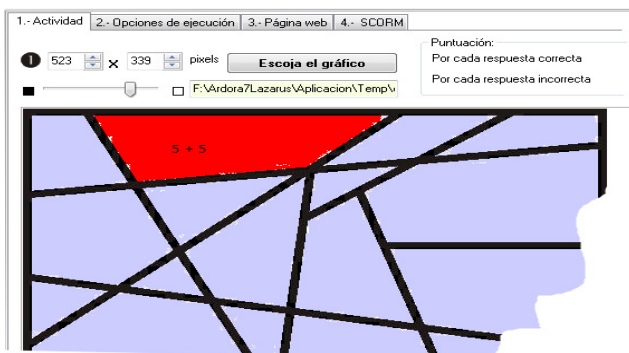 1.- Actividad 2.- Opciones de ejecución 3.- Página web 4.- SCORM
1 523 x 339 pixels Escoja el gráfico
F:\Ardora7Lazarus\Aplicacion\Temp\
Puntuación:
Por cada respuesta correcta
Por cada respuesta incorrecta
5 + 5